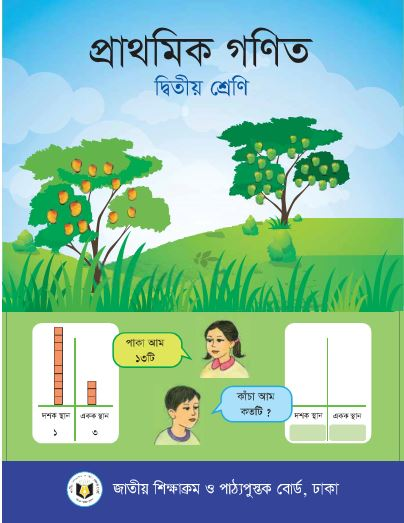 প্রাথমিক গণিত
দ্বিতীয় শ্রেণি
পাকা আম
১৩টি
কাঁচা আম
কতটি ?
দশক স্থান একক স্থান
১ ৩
দশক স্থান একক স্থান
জাতীয় শিক্ষাক্রম ও পাঠ্যপুস্তক বোর্ড, ঢাকা